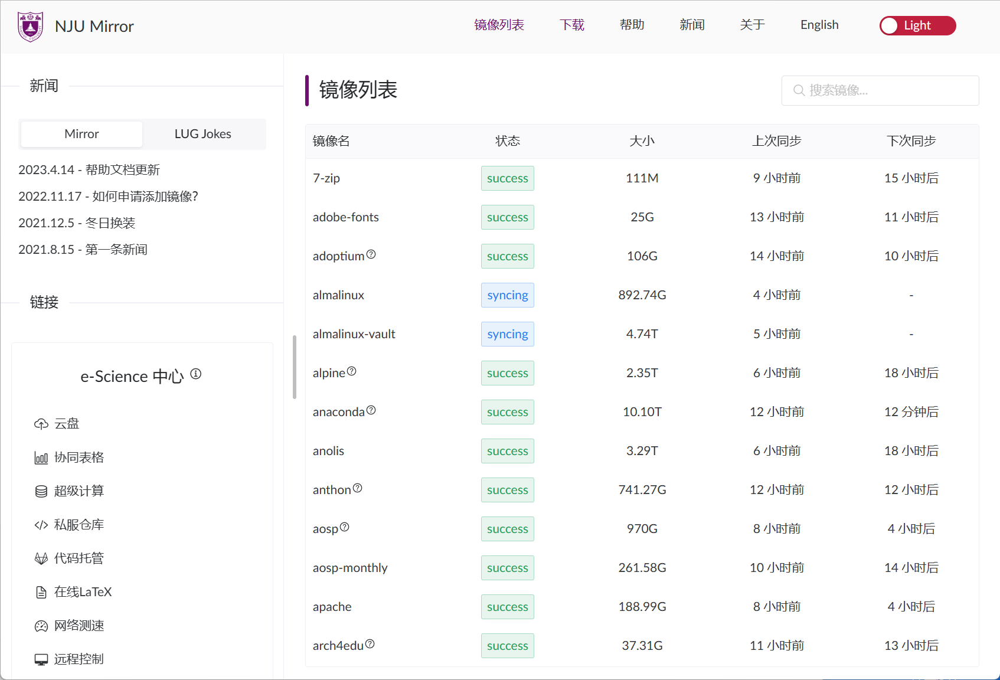 NJU Mirror
镜像列表 下载 帮助 新闻 关于 English Light
新闻
Mirror LUG Jokes
2023.4.14 - 帮助文档更新
2022.11.17 - 如何申请添加镜像?
2021.12.5 - 冬日换装
2021.8.15 - 第一条新闻
链接
e-Science 中心
云盘
协同表格
超级计算
私服仓库
代码托管
在线LaTeX
网络测速
远程控制
镜像列表
搜索镜像...
镜像名 状态 大小 上次同步 下次同步
7-zip success 111M 9 小时前 15 小时后
adobe-fonts success 25G 13 小时前 11 小时后
adoptium success 106G 14 小时前 10 小时后
almalinux syncing 892.74G 4 小时前 -
almalinux-vault syncing 4.74T 5 小时前 -
alpine success 2.35T 6 小时前 18 小时后
anaconda success 10.10T 12 小时前 12 分钟后
anolis success 3.29T 6 小时前 18 小时后
anthon success 741.27G 12 小时前 12 小时后
aosp success 970G 8 小时前 4 小时后
aosp-monthly success 261.58G 10 小时前 14 小时后
apache success 188.99G 8 小时前 4 小时后
arch4edu success 37.31G 11 小时前 13 小时后